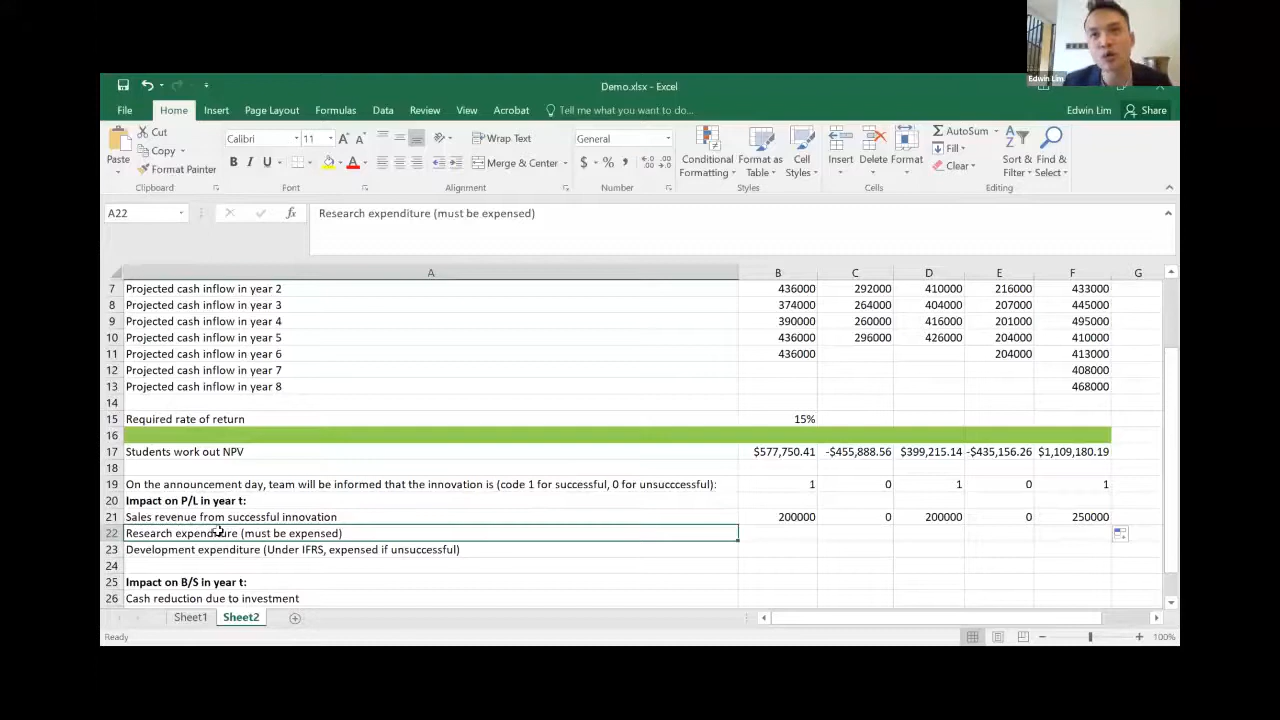 Edwin Lim
Demo.xlsx - Excel
File Home Insert Page Layout Formulas Data Review View Acrobat Tell me what you want to do... Edwin Lim Share
Paste Cut Copy Format Painter
Calibri 11 B I U
Wrap Text Merge & Center
General $ % ,
Conditional Formatting Format as Table Cell Styles
Insert Delete Format
AutoSum Fill Clear Sort & Filter Find & Select
Clipboard Font Alignment Number Styles Cells Editing
A22 fx Research expenditure (must be expensed)
A B C D E F G
7 Projected cash inflow in year 2 436000 292000 410000 216000 433000
8 Projected cash inflow in year 3 374000 264000 404000 207000 445000
9 Projected cash inflow in year 4 390000 260000 416000 201000 495000
10 Projected cash inflow in year 5 436000 296000 426000 204000 410000
11 Projected cash inflow in year 6 436000 204000 413000
12 Projected cash inflow in year 7 408000
13 Projected cash inflow in year 8 468000
14
15 Required rate of return 15%
16
17 Students work out NPV $577,750.41 -$455,888.56 $399,215.14 -$435,156.26 $1,109,180.19
18
19 On the announcement day, team will be informed that the innovation is (code 1 for successful, 0 for unsucccessful): 1 0 1 0 1
20 Impact on P/L in year t:
21 Sales revenue from successful innovation 200000 0 200000 0 250000
22 Research expenditure (must be expensed)
23 Development expenditure (Under IFRS, expensed if unsuccessful)
24
25 Impact on B/S in year t:
26 Cash reduction due to investment
Sheet1 Sheet2
Ready 100%